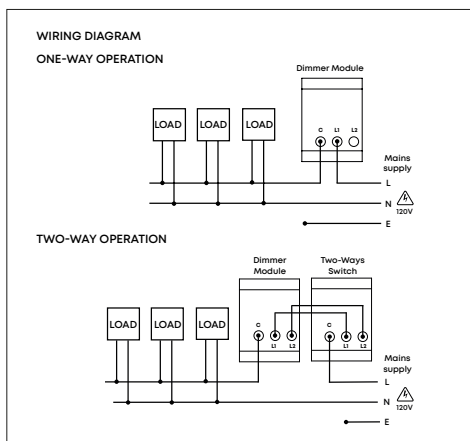 WIRING DIAGRAM
ONE-WAY OPERATION
Dimmer Module
LOAD LOAD LOAD
C L1 L2
Mains
supply
L
N
120V
E
TWO-WAY OPERATION
Dimmer
Module
Two-Ways
Switch
LOAD LOAD LOAD
C L1 L2
C L1 L2
Mains
supply
L
N
120V
E